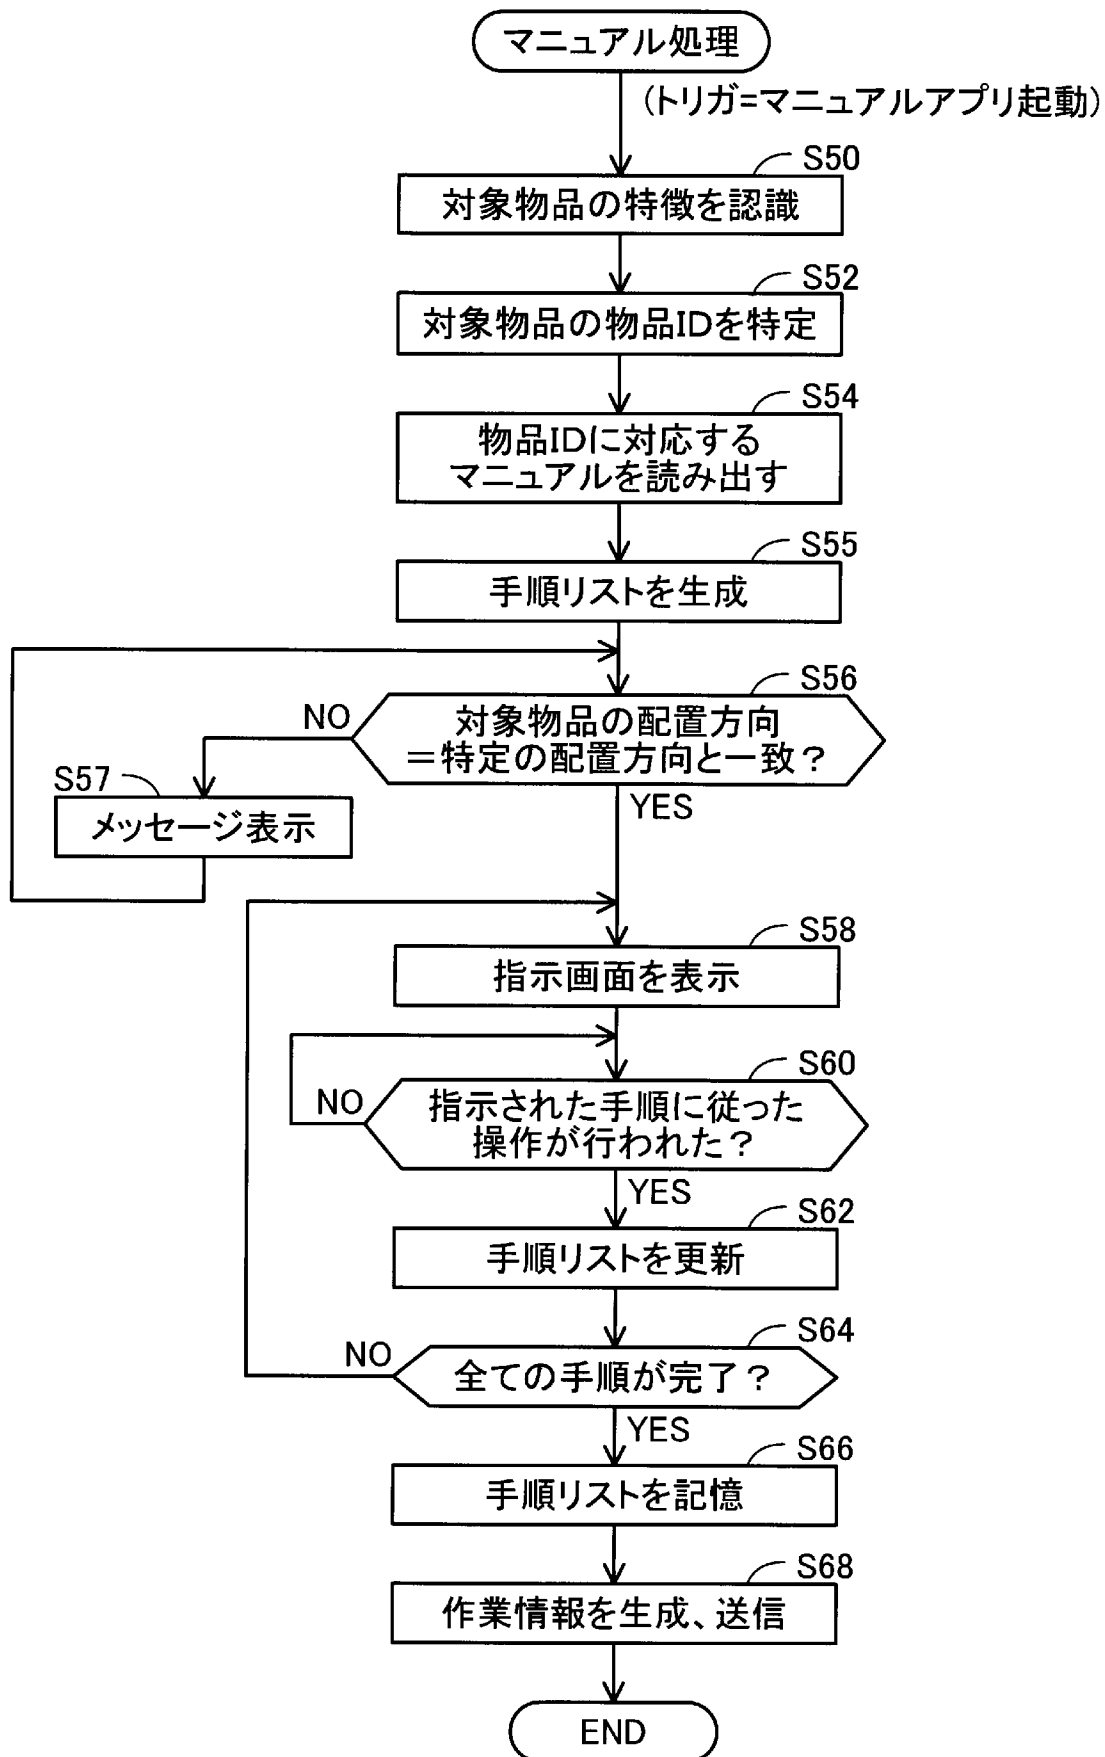 マニュアル処理
(トリガ=マニュアルアプリ起動)
S50
対象物品の特徴を認識
S52
対象物品の物品IDを特定
S54
物品IDに対応する
マニュアルを読み出す
S55
手順リストを生成
S56
対象物品の配置方向
=特定の配置方向と一致?
NO
YES
S57
メッセージ表示
S58
指示画面を表示
S60
指示された手順に従った
操作が行われた?
NO
YES
S62
手順リストを更新
S64
全ての手順が完了?
NO
YES
S66
手順リストを記憶
S68
作業情報を生成、送信
END